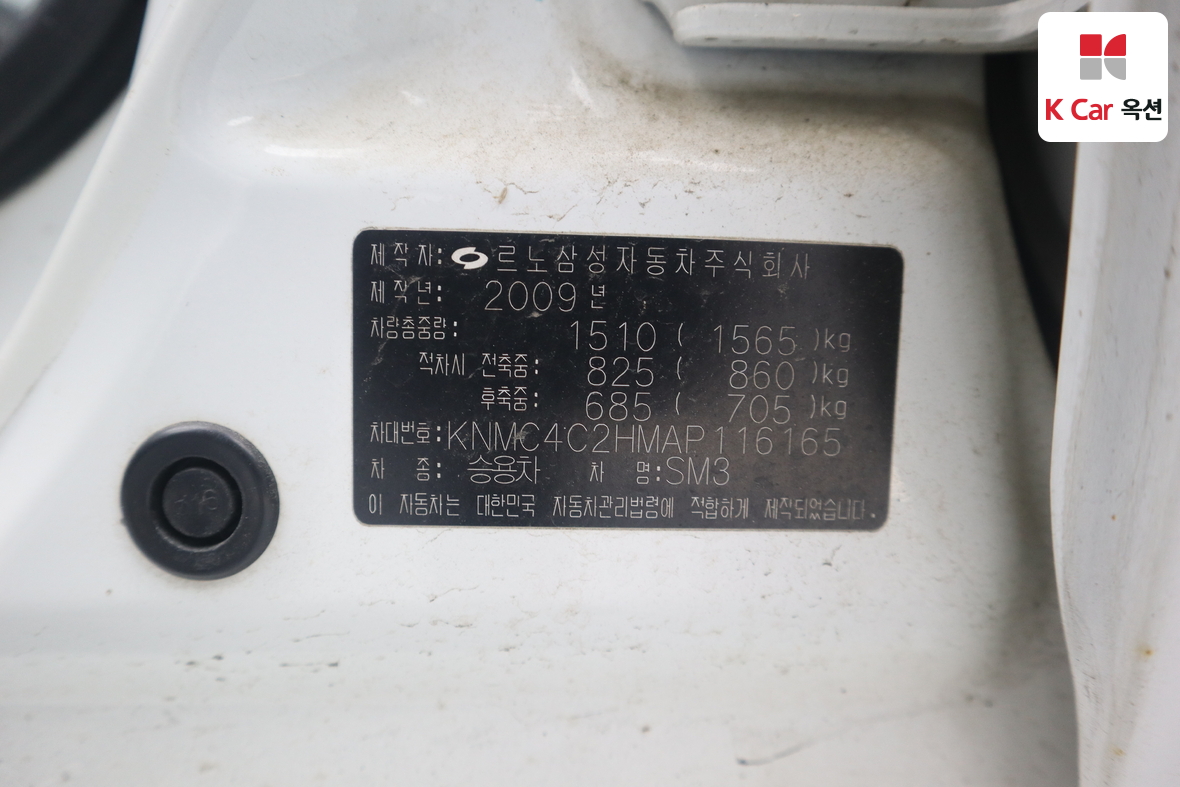 K Car 옥션
제 작 자: 르노삼성자동차주식회사
제 작 년: 2009 년
차량총중량: 1510 ( 1565 )kg
적차시 전축중: 825 ( 860 )kg
후축중: 685 ( 705 )kg
차대번호:KNMC4C2HMAP116165
차 종: 승용차 차 명:SM3
이 자동차는 대한민국 자동차관리법령에 적합하게 제작되었습니다.